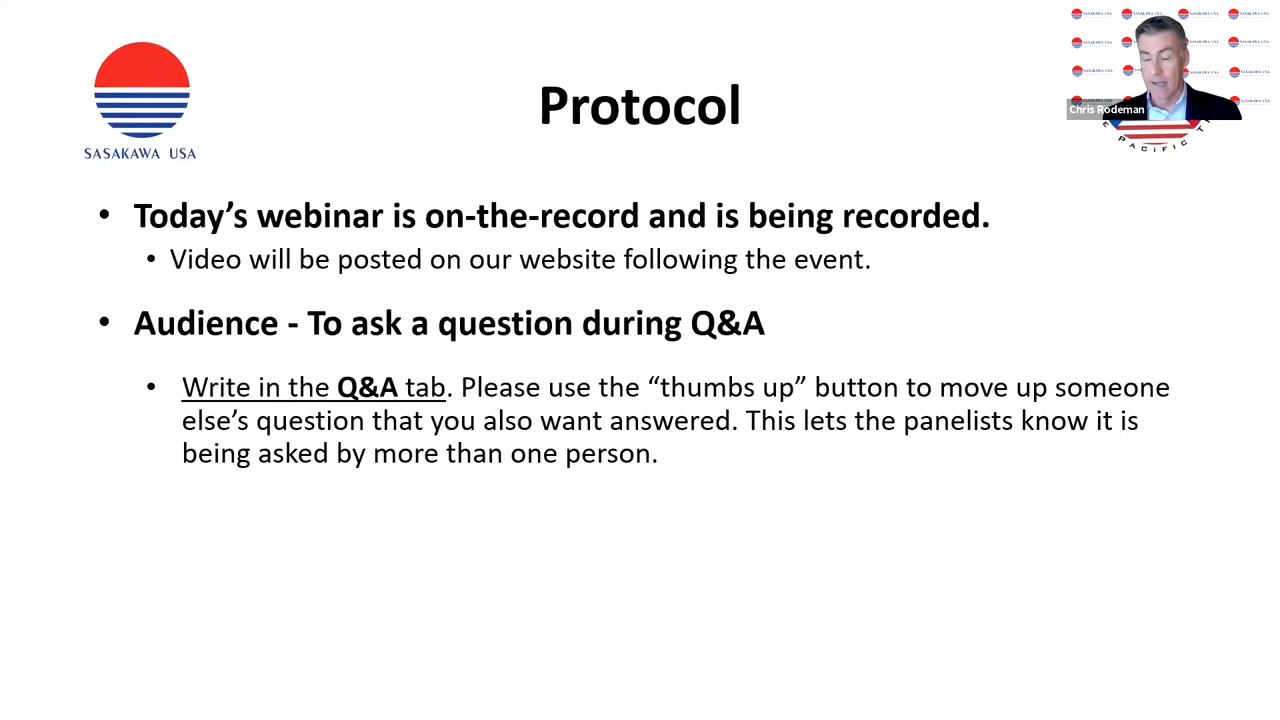 Protocol
SASAKAWA USA
Chris Rodeman
PACIFIC
• Today’s webinar is on-the-record and is being recorded.
• Video will be posted on our website following the event.
• Audience - To ask a question during Q&A
• Write in the Q&A tab. Please use the “thumbs up” button to move up someone
else’s question that you also want answered. This lets the panelists know it is
being asked by more than one person.